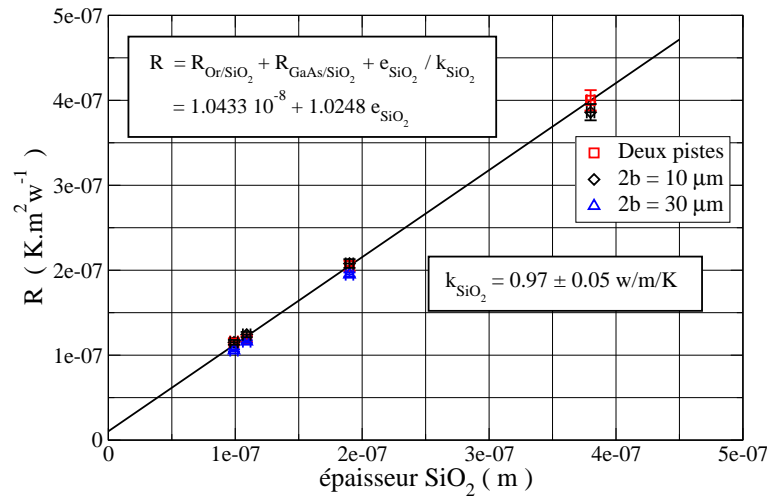 5e-07
R = R_Or/SiO2 + R_GaAs/SiO2 + e_SiO2 / k_SiO2
= 1.0433 10^-8 + 1.0248 e_SiO2
4e-07
Deux pistes
2b = 10 µm
2b = 30 µm
3e-07
R ( K.m^2 w^-1 )
2e-07
k_SiO2 = 0.97 ± 0.05 w/m/K
1e-07
0
0 1e-07 2e-07 3e-07 4e-07 5e-07
épaisseur SiO2 ( m )